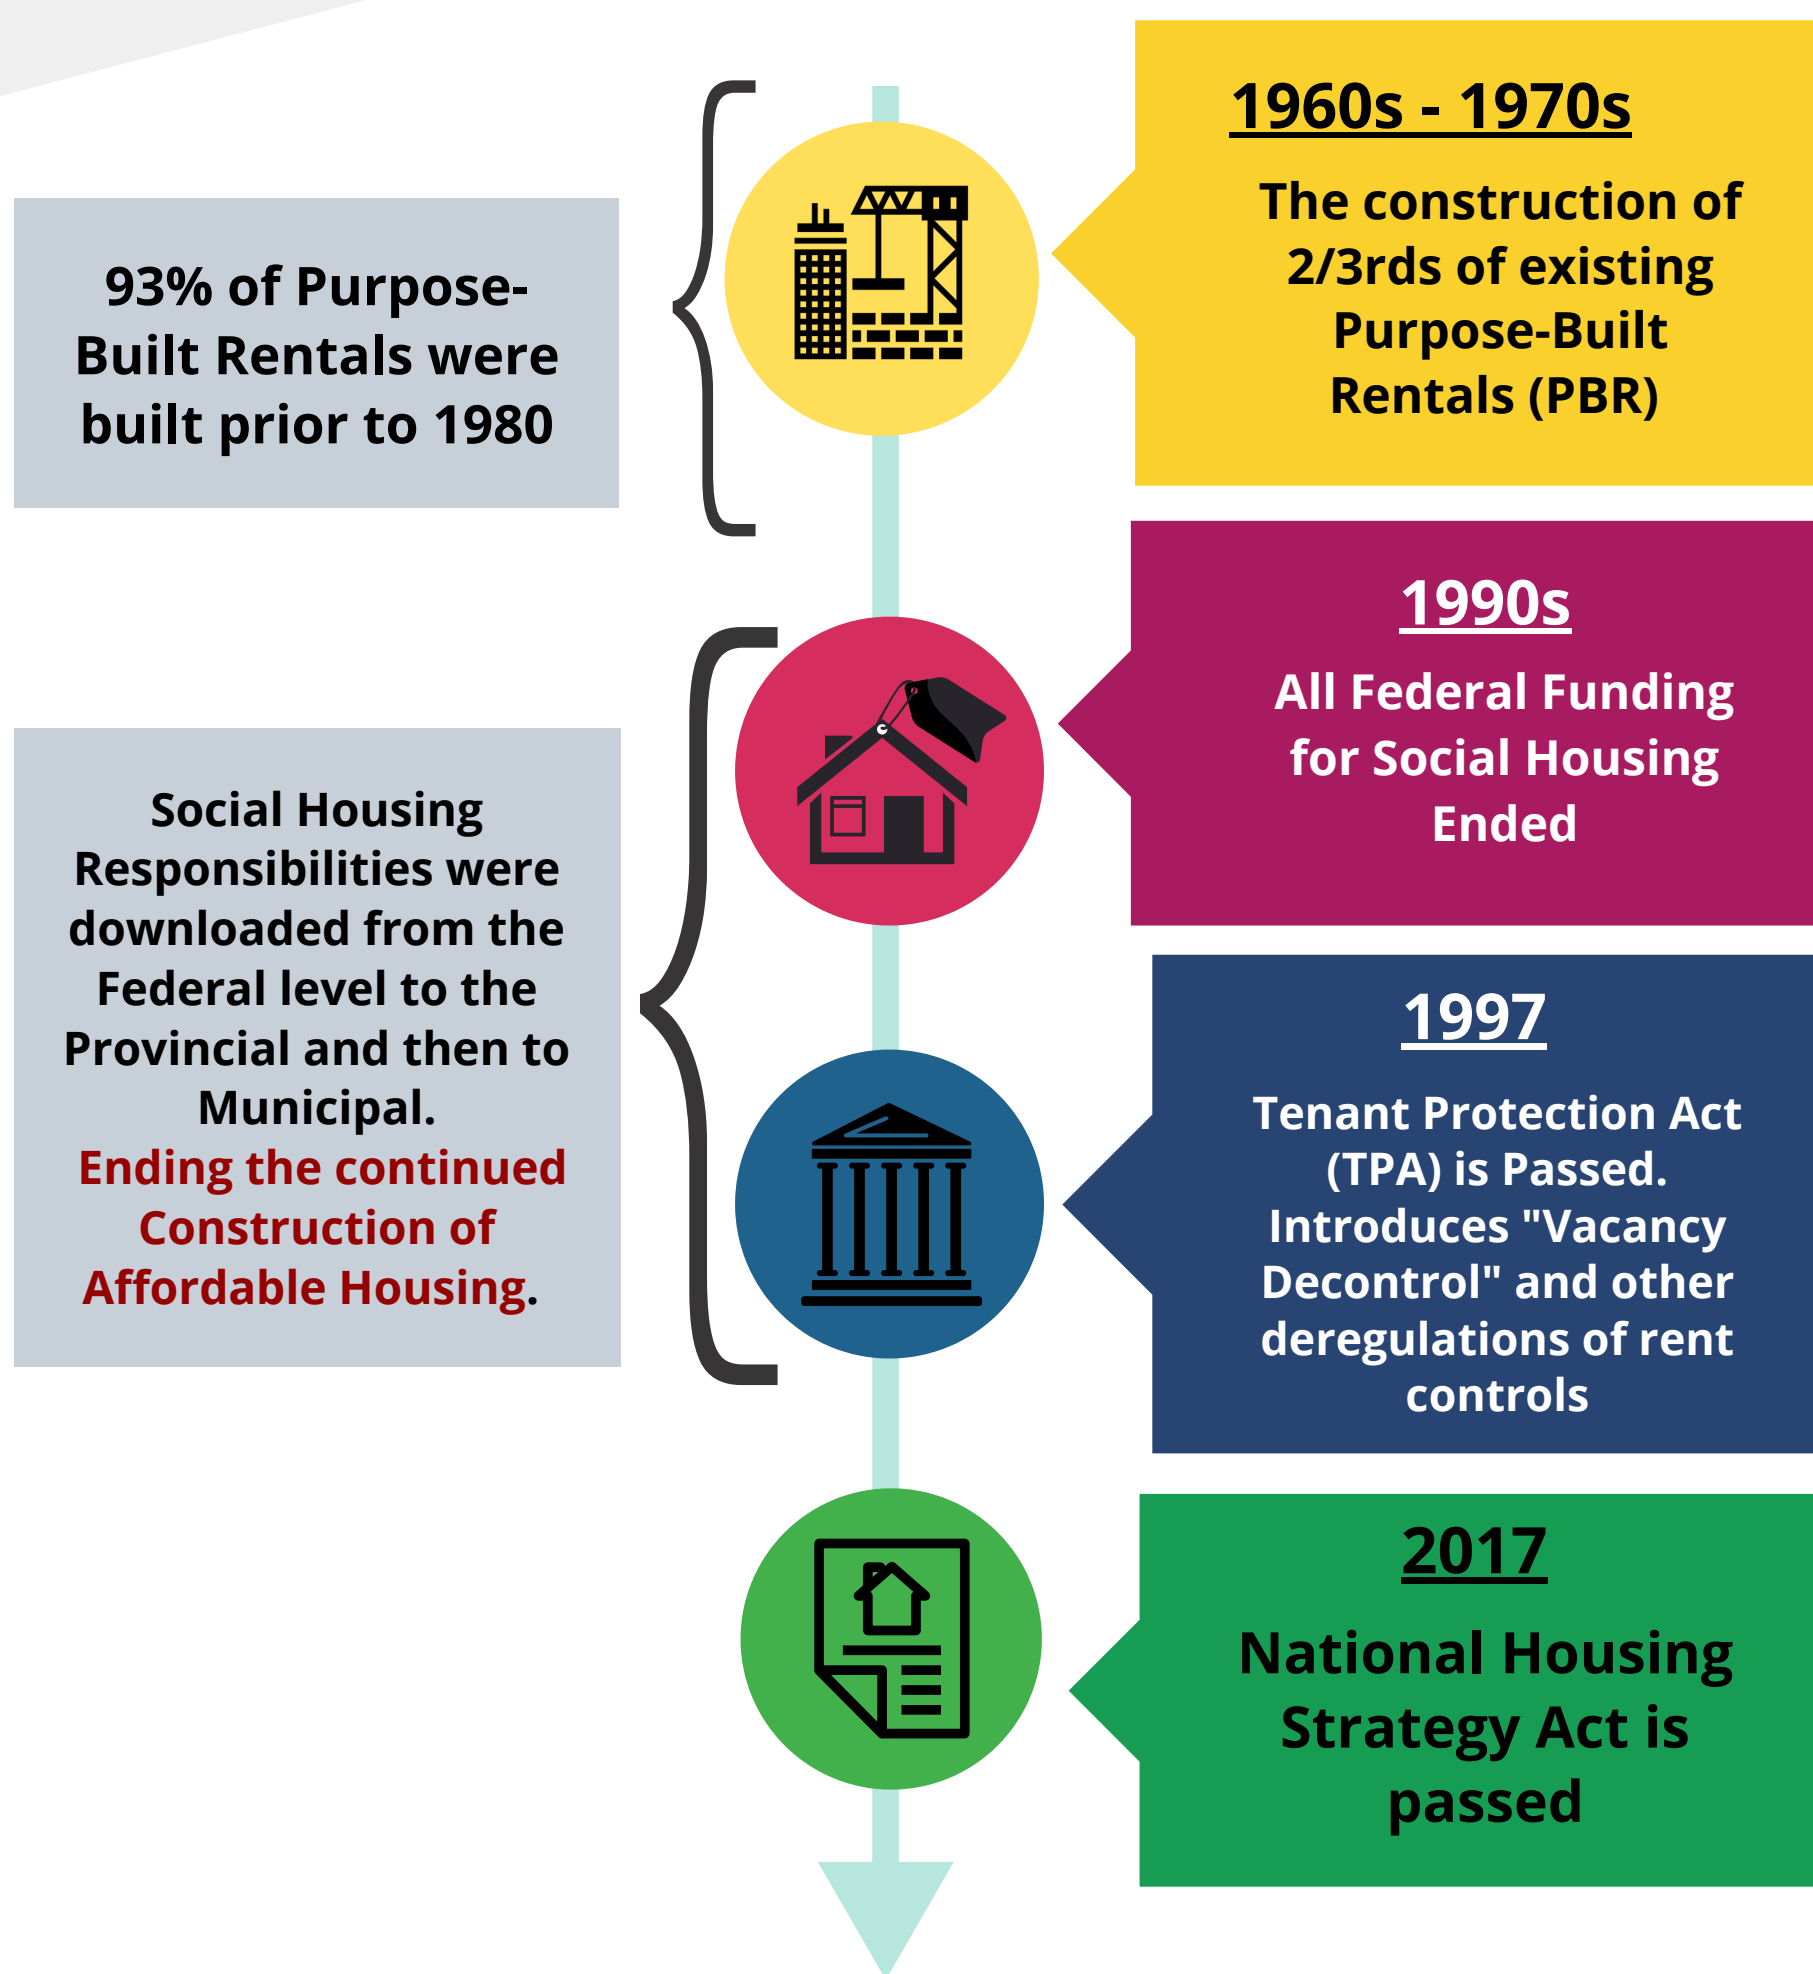 1960s - 1970s
The construction of
2/3rds of existing
Purpose-Built
Rentals (PBR)
93% of Purpose-
Built Rentals were
built prior to 1980
1990s
All Federal Funding
for Social Housing
Ended
Social Housing
Responsibilities were
downloaded from the
Federal level to the
Provincial and then to
Municipal.
Ending the continued
Construction of
Affordable Housing.
1997
Tenant Protection Act
(TPA) is Passed.
Introduces "Vacancy
Decontrol" and other
deregulations of rent
controls
2017
National Housing
Strategy Act is
passed